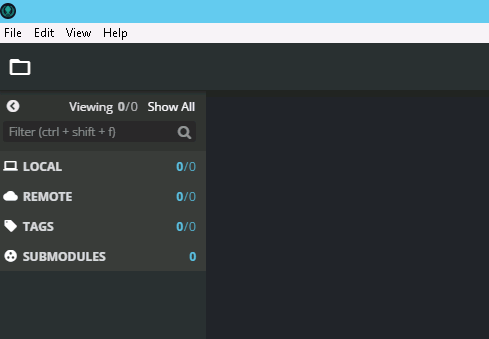 File Edit View Help
Viewing 0/0 Show All
Filter (ctrl + shift + f)
LOCAL 0/0
REMOTE 0/0
TAGS 0/0
SUBMODULES 0